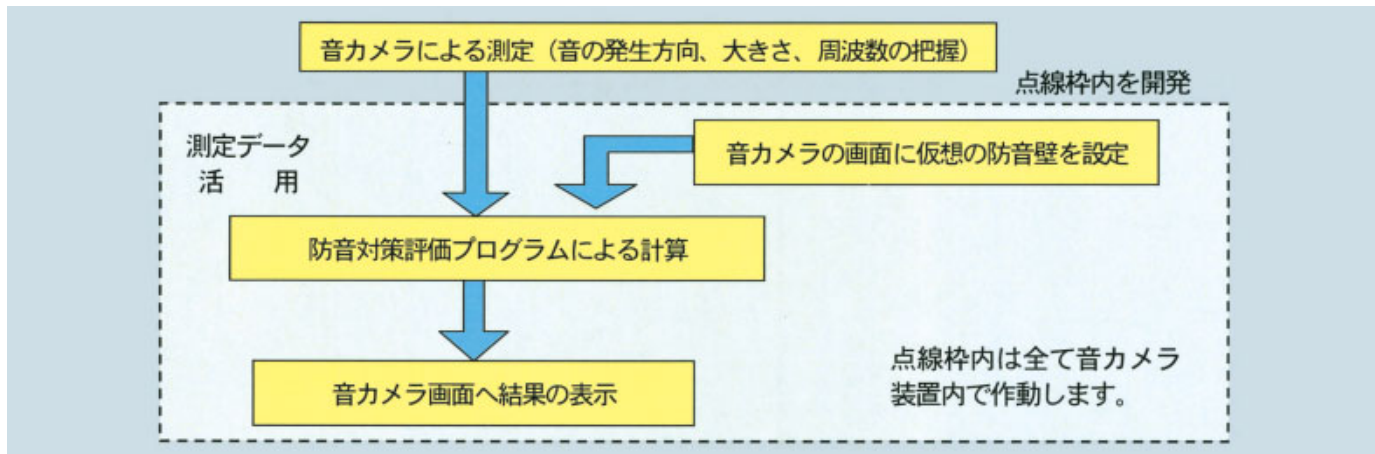 音カメラによる測定（音の発生方向、大きさ、周波数の把握）
点線枠内を開発
測定データ
活　　用
音カメラの画面に仮想の防音壁を設定
防音対策評価プログラムによる計算
音カメラ画面へ結果の表示
点線枠内は全て音カメラ
装置内で作動します。